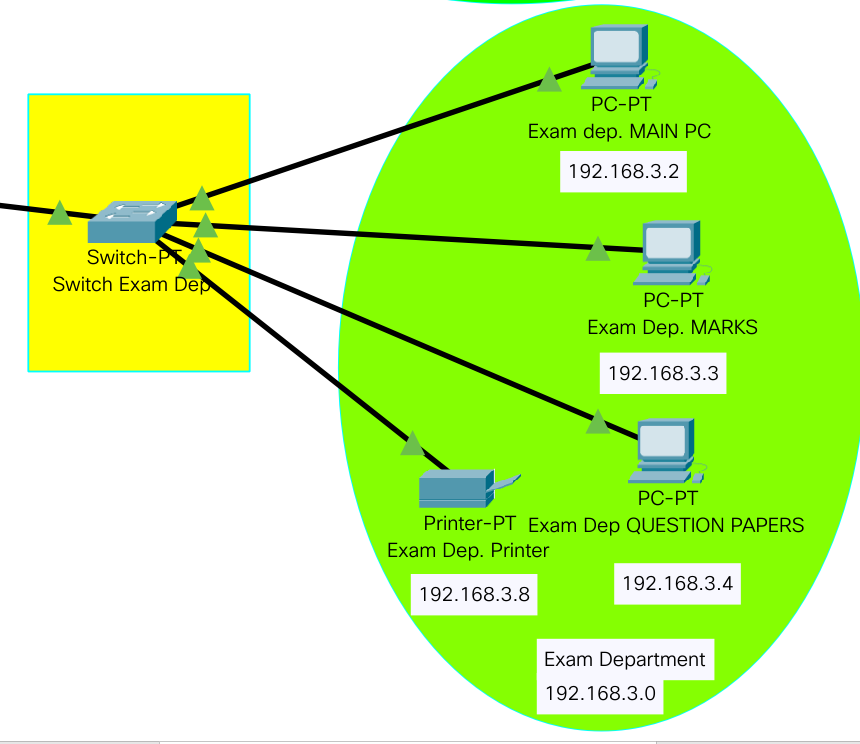 PC-PT
Exam dep. MAIN PC
192.168.3.2
Switch-PT
Switch Exam Dep
PC-PT
Exam Dep. MARKS
192.168.3.3
PC-PT
Exam Dep QUESTION PAPERS
192.168.3.4
Printer-PT
Exam Dep. Printer
192.168.3.8
Exam Department
192.168.3.0